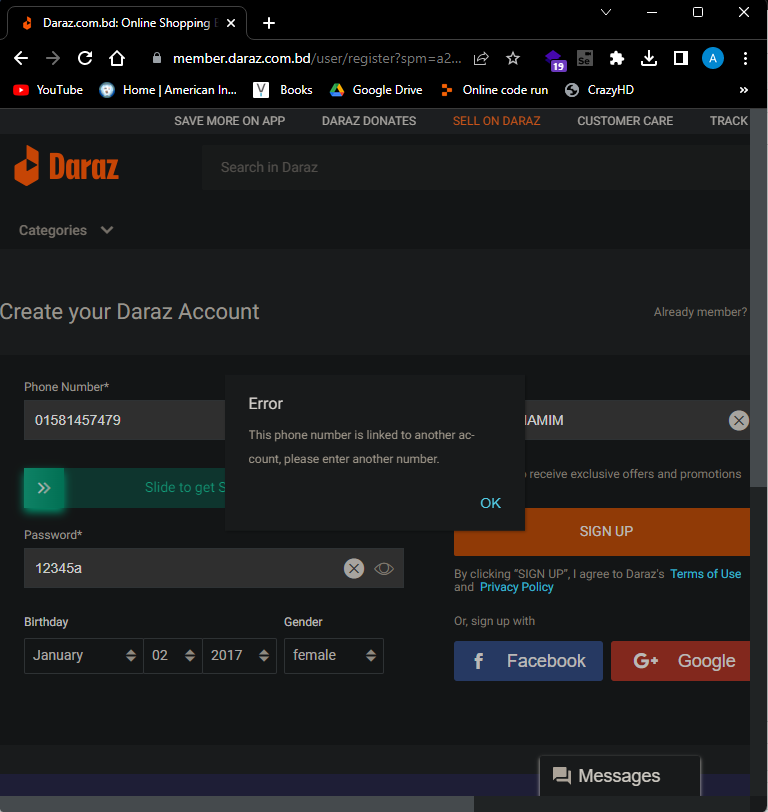 Daraz.com.bd: Online Shopping
member.daraz.com.bd/user/register?spm=a2...
19
Se
A
YouTube
Home | American In...
V
Books
Google Drive
Online code run
CrazyHD
»
SAVE MORE ON APP
DARAZ DONATES
SELL ON DARAZ
CUSTOMER CARE
TRACK
Daraz
Search in Daraz
Categories
Create your Daraz Account
Already member?
Phone Number*
01581457479
AMIM
Error
This phone number is linked to another ac-
count, please enter another number.
OK
Slide to get S
receive exclusive offers and promotions
Password*
12345a
SIGN UP
By clicking “SIGN UP”, I agree to Daraz's Terms of Use
and Privacy Policy
Birthday
Gender
Or, sign up with
January
02
2017
female
f Facebook
G+ Google
Messages